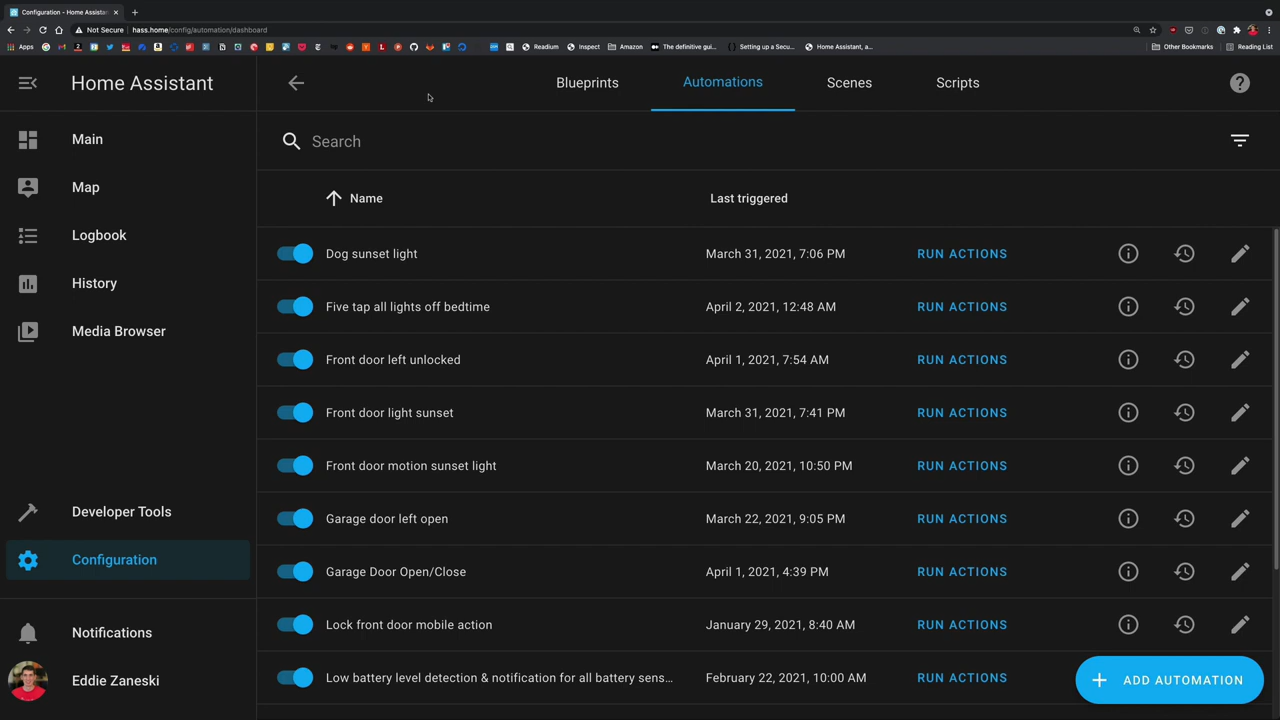 Configuration - Home Assistan
Not Secure hass.home/config/automation/dashboard
Apps
Readium
Inspect
Amazon
The definitive gui...
Setting up a Secu...
Home Assistant, a...
Other Bookmarks
Reading List
Home Assistant
Blueprints
Automations
Scenes
Scripts
Main
Map
Logbook
History
Media Browser
Developer Tools
Configuration
Notifications
Eddie Zaneski
Search
Name Last triggered
Dog sunset light March 31, 2021, 7:06 PM RUN ACTIONS
Five tap all lights off bedtime April 2, 2021, 12:48 AM RUN ACTIONS
Front door left unlocked April 1, 2021, 7:54 AM RUN ACTIONS
Front door light sunset March 31, 2021, 7:41 PM RUN ACTIONS
Front door motion sunset light March 20, 2021, 10:50 PM RUN ACTIONS
Garage door left open March 22, 2021, 9:05 PM RUN ACTIONS
Garage Door Open/Close April 1, 2021, 4:39 PM RUN ACTIONS
Lock front door mobile action January 29, 2021, 8:40 AM RUN ACTIONS
Low battery level detection & notification for all battery sens... February 22, 2021, 10:00 AM RUN ACTIONS
ADD AUTOMATION